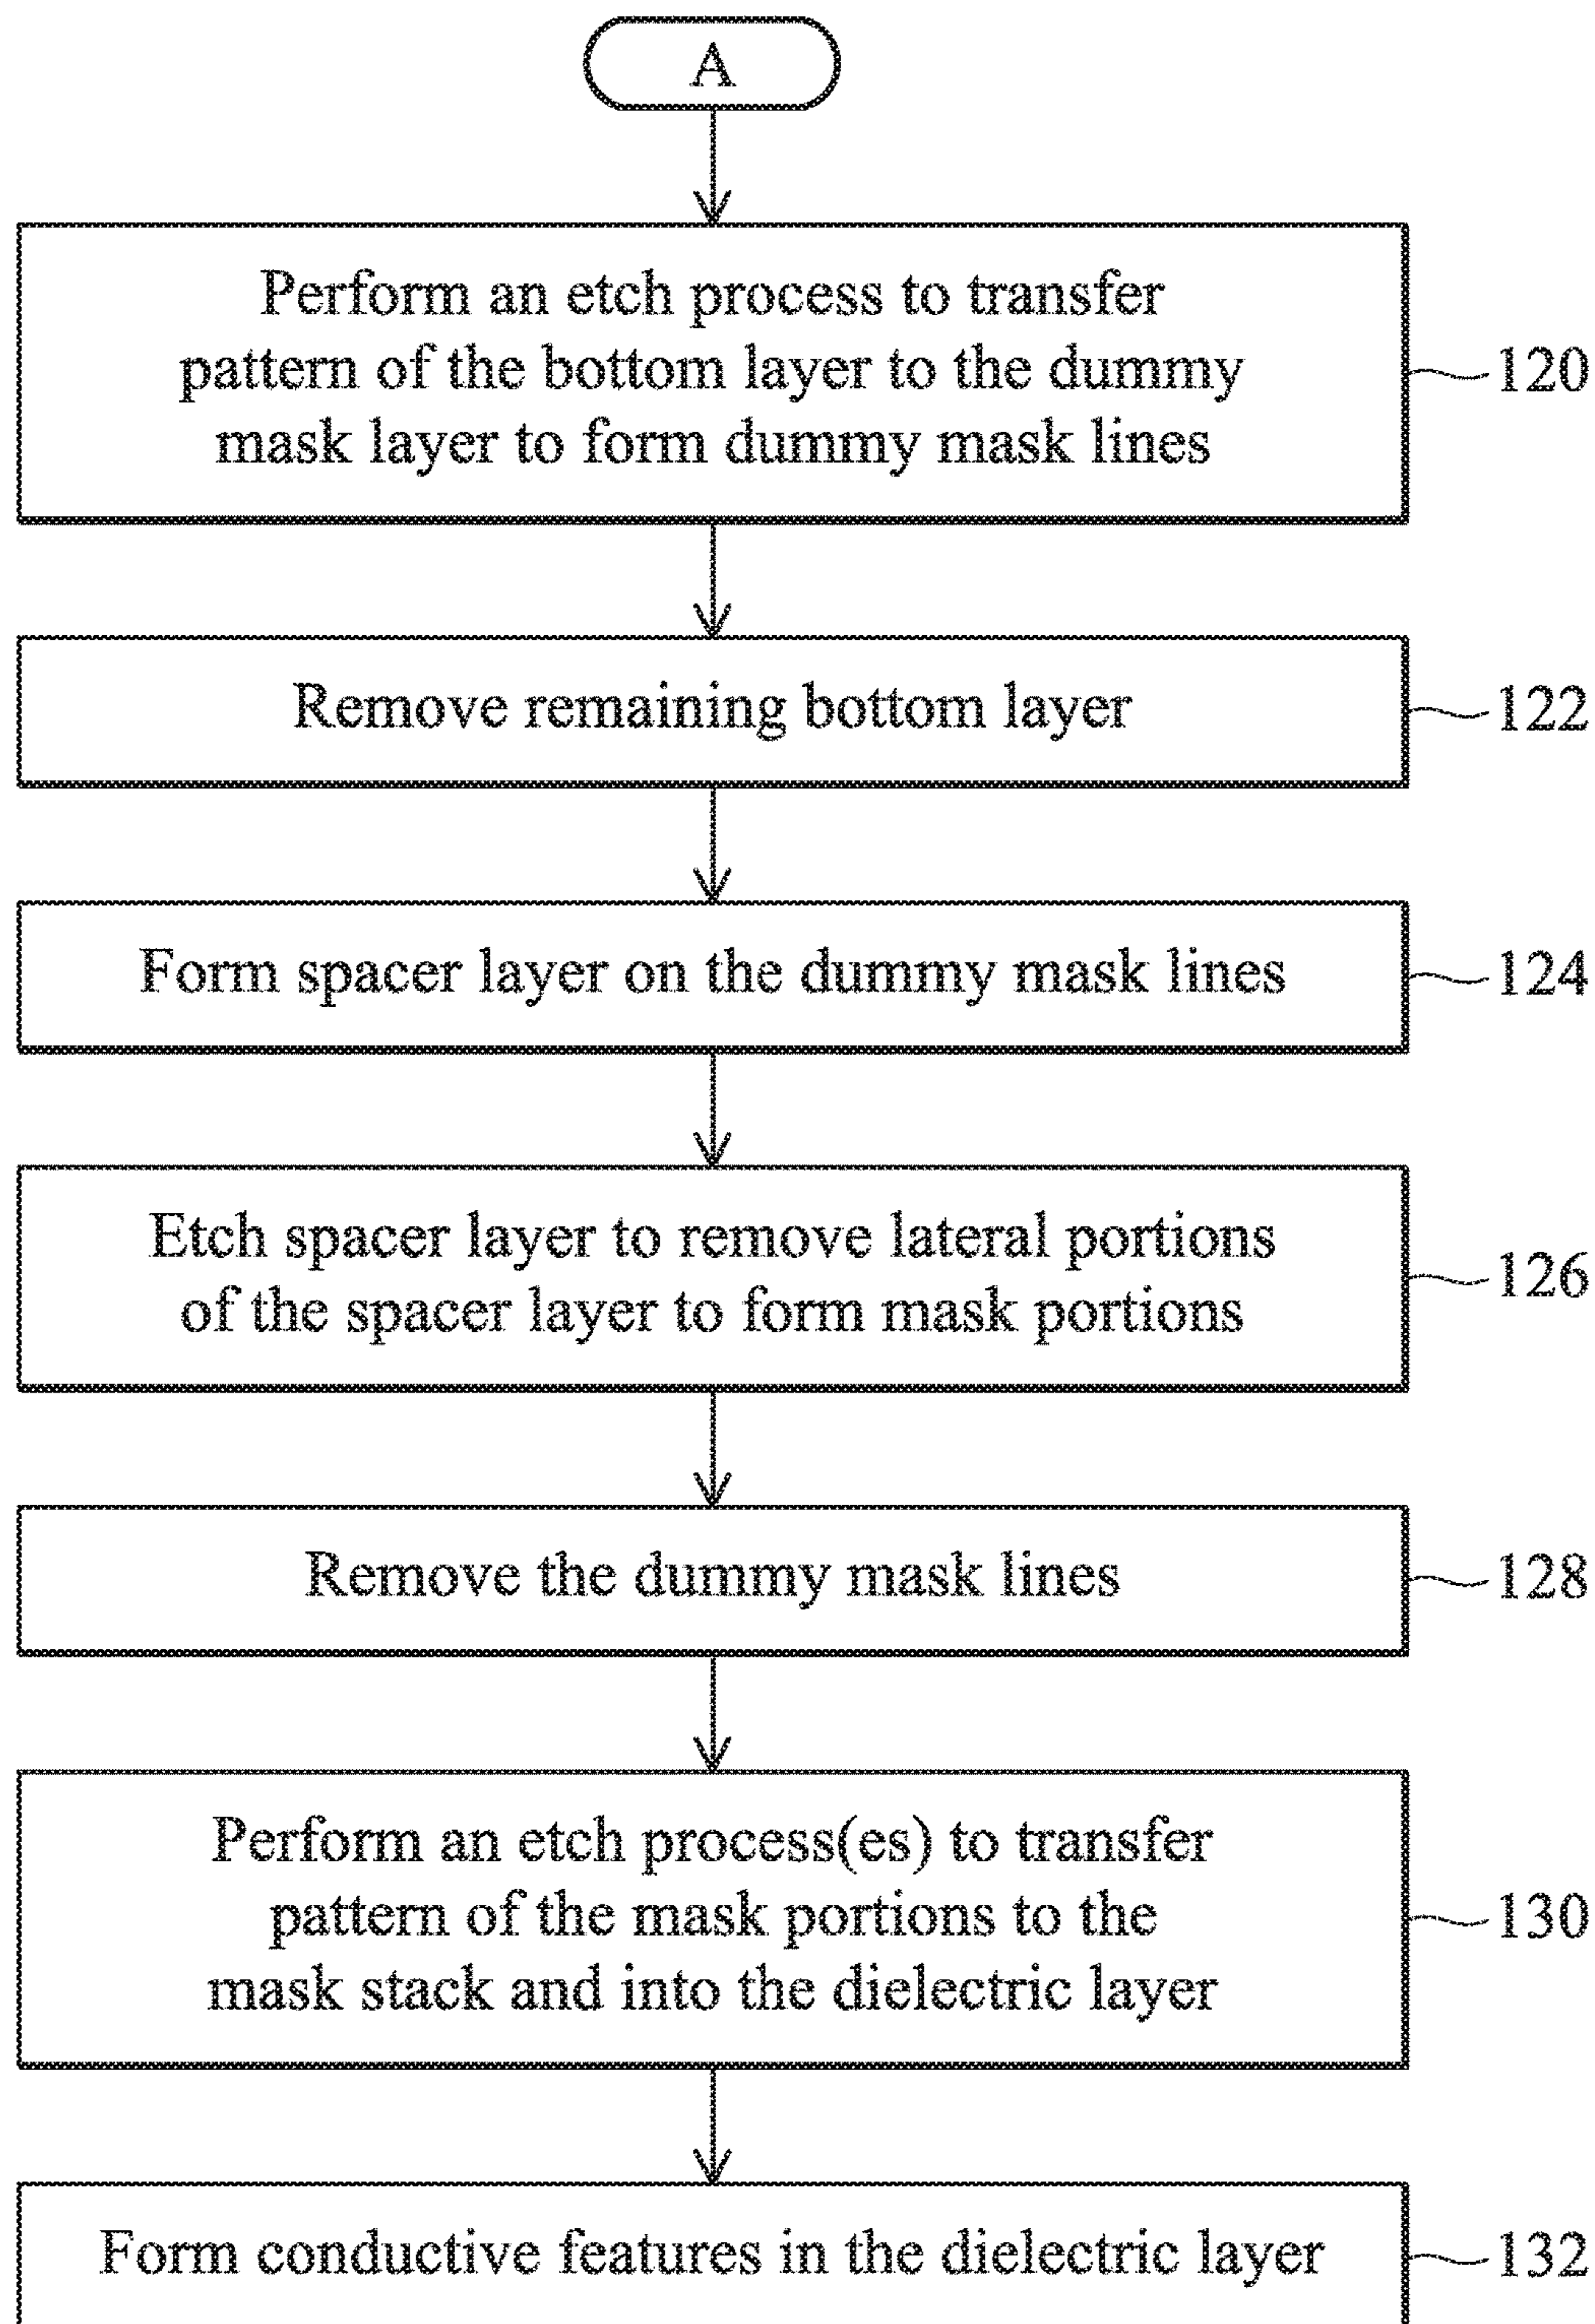 A
Perform an etch process to transfer
pattern of the bottom layer to the dummy
mask layer to form dummy mask lines
120
Remove remaining bottom layer
122
Form spacer layer on the dummy mask lines
124
Etch spacer layer to remove lateral portions
of the spacer layer to form mask portions
126
Remove the dummy mask lines
128
Perform an etch process(es) to transfer
pattern of the mask portions to the
mask stack and into the dielectric layer
130
Form conductive features in the dielectric layer
132